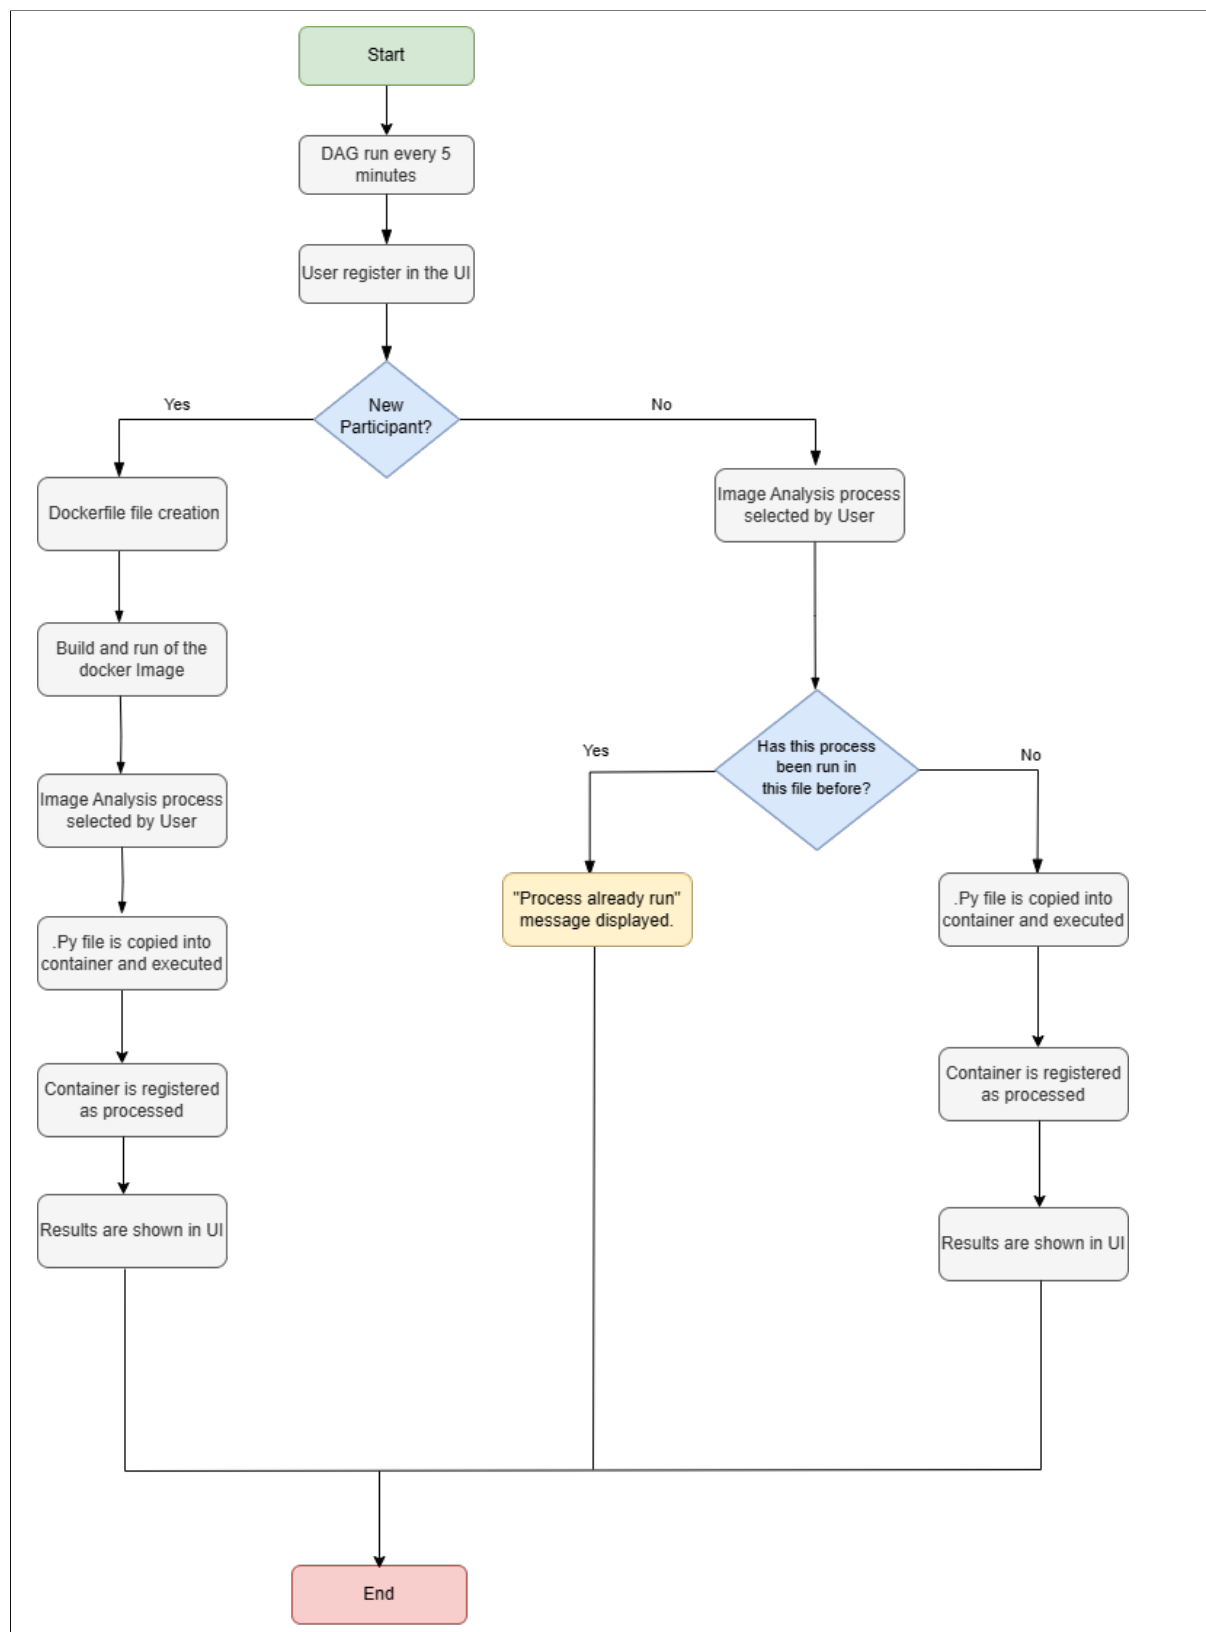 Start
DAG run every 5
minutes
User register in the UI
New
Participant?
Yes
No
Dockerfile file creation
Image Analysis process
selected by User
Build and run of the
docker Image
Has this process
been run in
this file before?
Yes
No
Image Analysis process
selected by User
"Process already run"
message displayed.
.Py file is copied into
container and executed
.Py file is copied into
container and executed
Container is registered
as processed
Container is registered
as processed
Results are shown in UI
Results are shown in UI
End